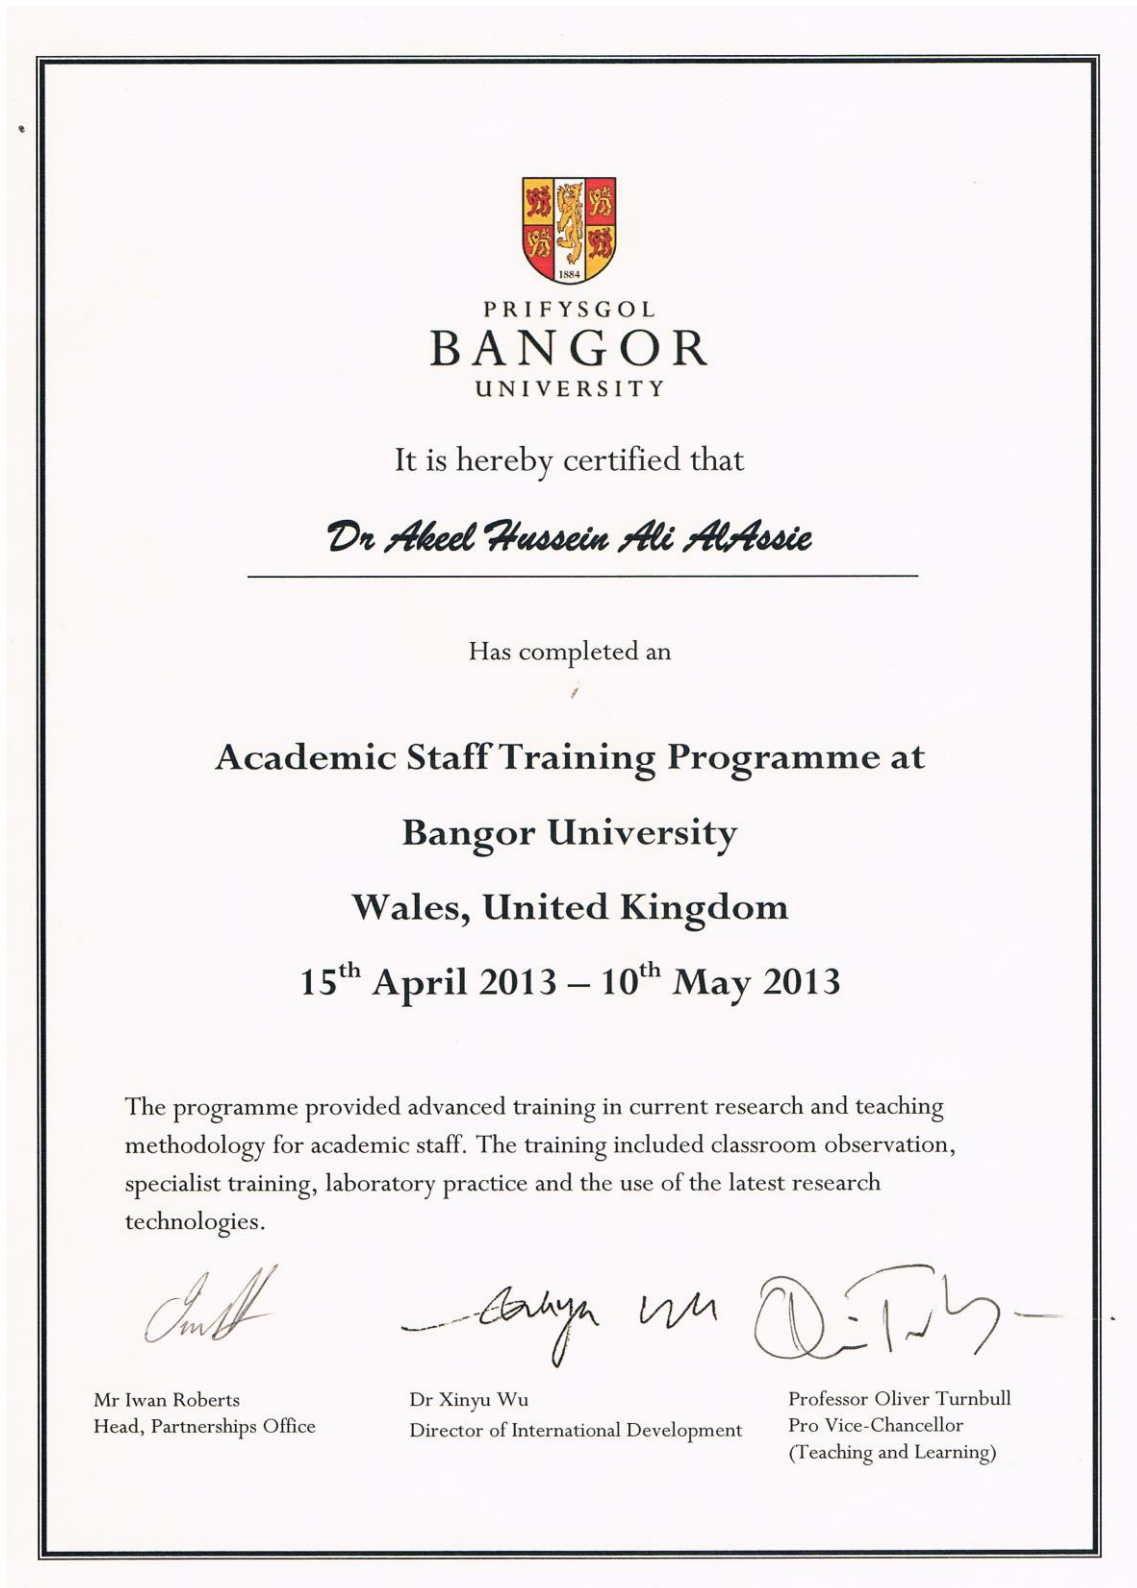 1884
PRIFYSGOL
BANGOR
UNIVERSITY
It is hereby certified that
Dr Akeel Hussein Ali AlAssie
Has completed an
Academic Staff Training Programme at
Bangor University
Wales, United Kingdom
15th April 2013 – 10th May 2013
The programme provided advanced training in current research and teaching
methodology for academic staff. The training included classroom observation,
specialist training, laboratory practice and the use of the latest research
technologies.
Mr Iwan Roberts
Head, Partnerships Office
Dr Xinyu Wu
Director of International Development
Professor Oliver Turnbull
Pro Vice-Chancellor
(Teaching and Learning)